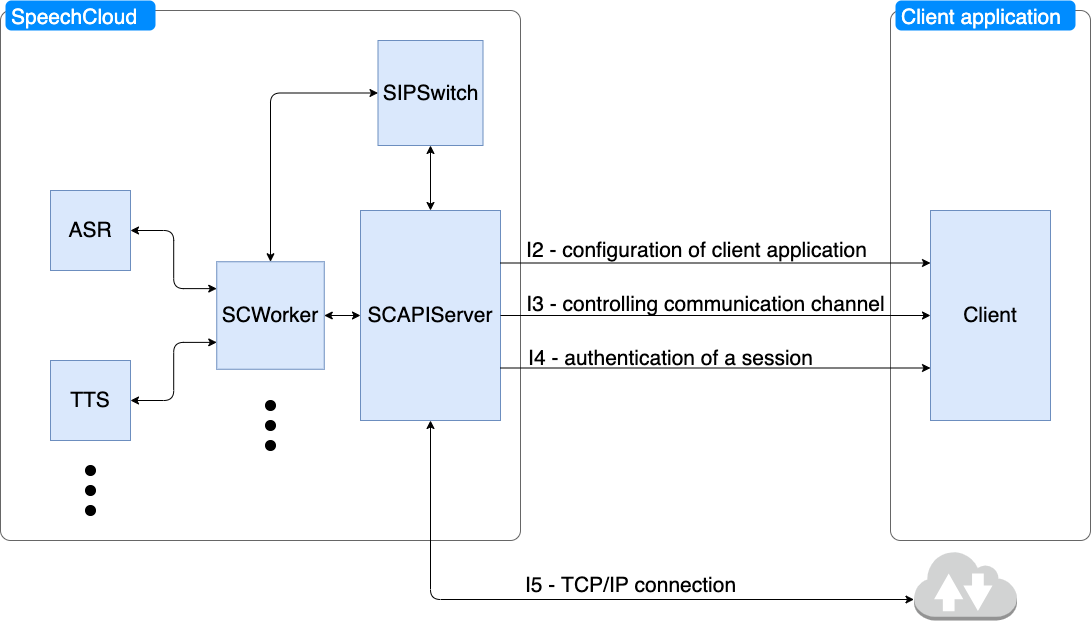 SpeechCloud
Client application
SIPSwitch
ASR
I2 - configuration of client application
I3 - controlling communication channel
SCWorker
SCAPIServer
Client
I4 - authentication of a session
TTS
I5 - TCP/IP connection